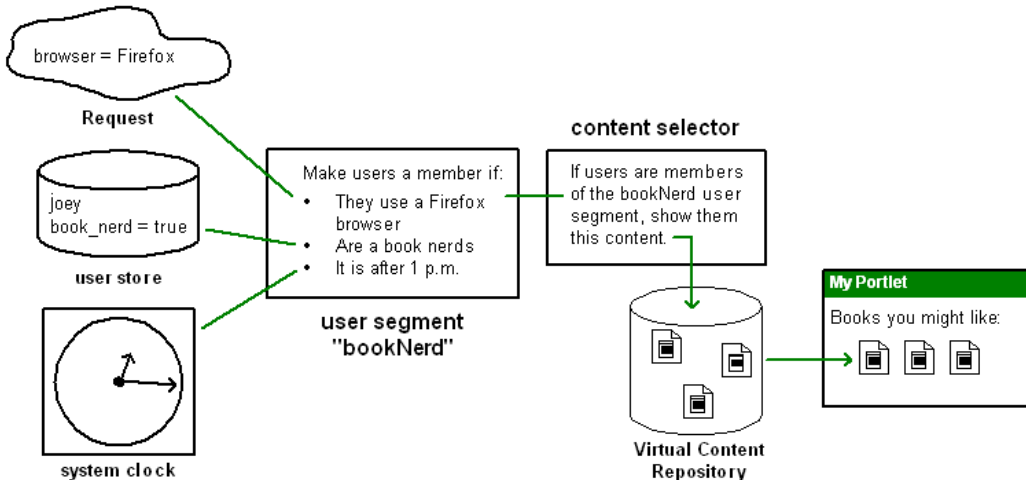 browser = Firefox
Request
joey
book_nerd = true
user store
system clock
Make users a member if:
• They use a Firefox
browser
• Are a book nerds
• It is after 1 p.m.
user segment
"bookNerd"
content selector
If users are members
of the bookNerd user
segment, show them
this content.
Virtual Content
Repository
My Portlet
Books you might like: